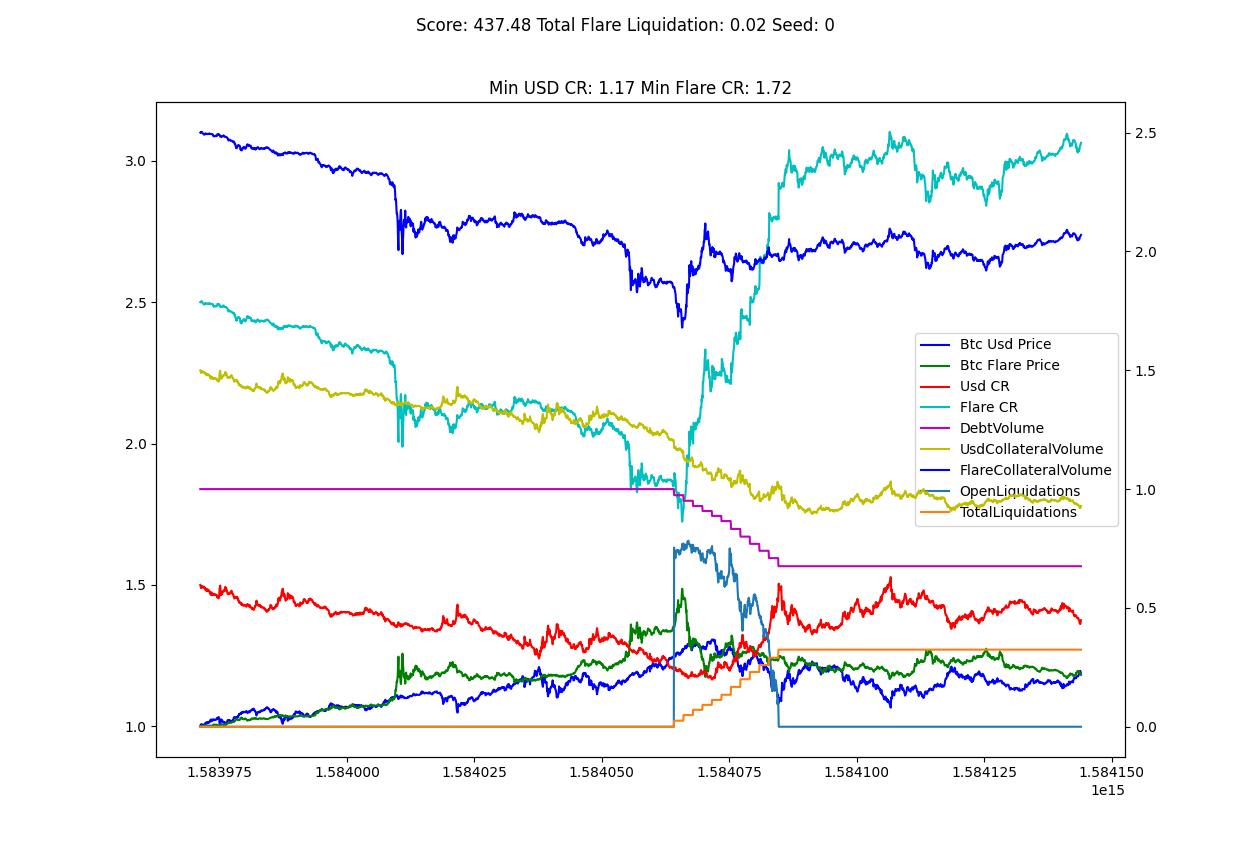 Score: 437.48 Total Flare Liquidation: 0.02 Seed: 0
Min USD CR: 1.17 Min Flare CR: 1.72
3.0
2.5
2.0
1.5
1.0
2.5
2.0
1.5
1.0
0.5
0.0
Btc Usd Price
Btc Flare Price
Usd CR
Flare CR
DebtVolume
UsdCollateralVolume
FlareCollateralVolume
OpenLiquidations
TotalLiquidations
1.583975 1.584000 1.584025 1.584050 1.584075 1.584100 1.584125 1.584150
1e15